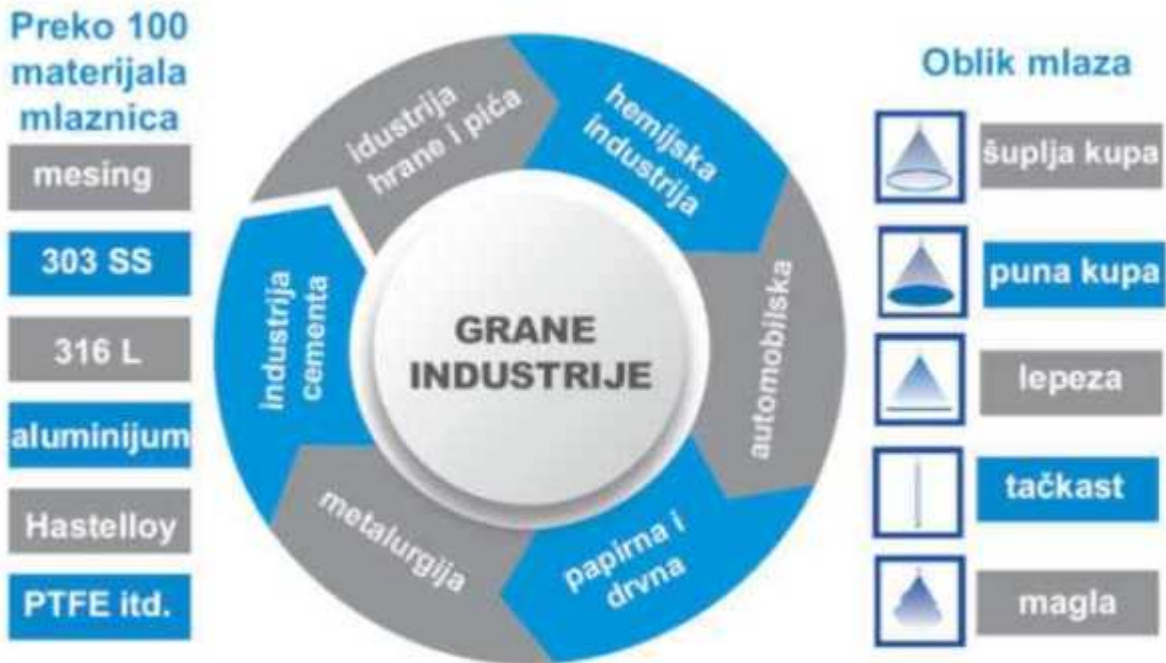 Preko 100
materijala
mlaznica
mesing
303 SS
316 L
aluminijum
Hastelloy
PTFE itd.
idustrija
hrane i pića
hemijska
industrija
automobilska
papirna i
drvna
metalurgija
industrija
cementa
GRANE
INDUSTRIJE
Oblik mlaza
šuplja kupa
puna kupa
lepeza
tačkast
magla